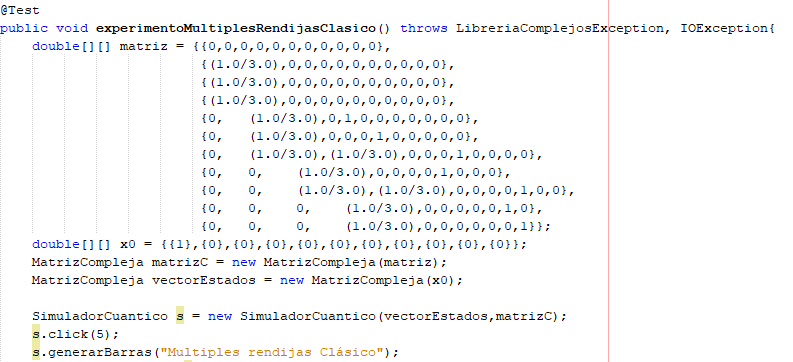 @Test
public void experimentoMultiplesRendijasClasico() throws LibreriaComplejosException, IOException{
    double[][] matriz = {{0,0,0,0,0,0,0,0,0,0,0},
                         {(1.0/3.0),0,0,0,0,0,0,0,0,0,0},
                         {(1.0/3.0),0,0,0,0,0,0,0,0,0,0},
                         {(1.0/3.0),0,0,0,0,0,0,0,0,0,0},
                         {0,   (1.0/3.0),0,1,0,0,0,0,0,0,0},
                         {0,   (1.0/3.0),0,0,0,1,0,0,0,0,0},
                         {0,   (1.0/3.0),(1.0/3.0),0,0,0,1,0,0,0,0},
                         {0,   0,    (1.0/3.0),0,0,0,0,1,0,0,0},
                         {0,   0,    (1.0/3.0),(1.0/3.0),0,0,0,0,1,0,0},
                         {0,   0,    0,    (1.0/3.0),0,0,0,0,0,1,0},
                         {0,   0,    0,    (1.0/3.0),0,0,0,0,0,0,1}};
    double[][] x0 = {{1},{0},{0},{0},{0},{0},{0},{0},{0},{0},{0}};
    MatrizCompleja matrizC = new MatrizCompleja(matriz);
    MatrizCompleja vectorEstados = new MatrizCompleja(x0);
    SimuladorCuantico s = new SimuladorCuantico(vectorEstados,matrizC);
    s.click(5);
    s.generarBarras("Multiples rendijas Clásico");